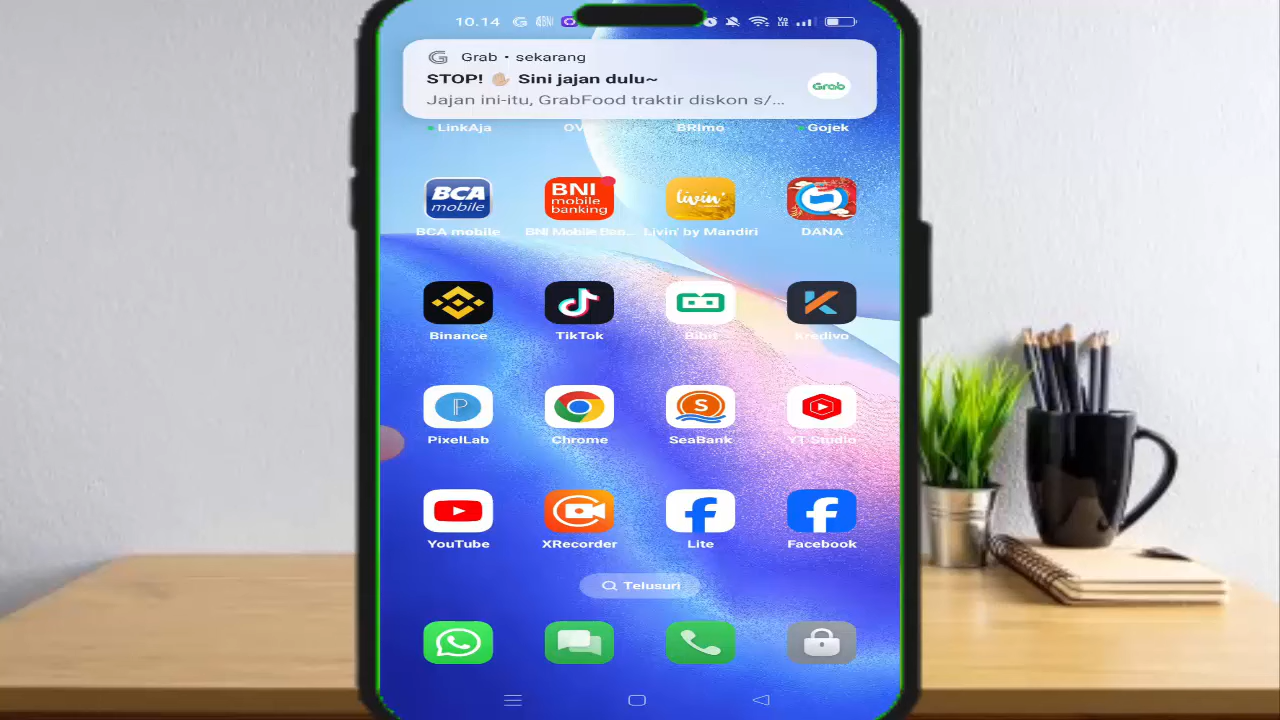 10.14
Grab • sekarang
STOP! ✋🏼 Sini jajan dulu~
Jajan ini-itu, GrabFood traktir diskon s/...
Grab
LinkAja
OV
BRImo
Gojek
BCA mobile
BNI mobile banking
livin'
BCA mobile
BNI Mobile Ban...
Livin' by Mandiri
DANA
Binance
TikTok
Bibit
Kredivo
PixelLab
Chrome
SeaBank
YT Studio
YouTube
XRecorder
Lite
Facebook
Telusuri